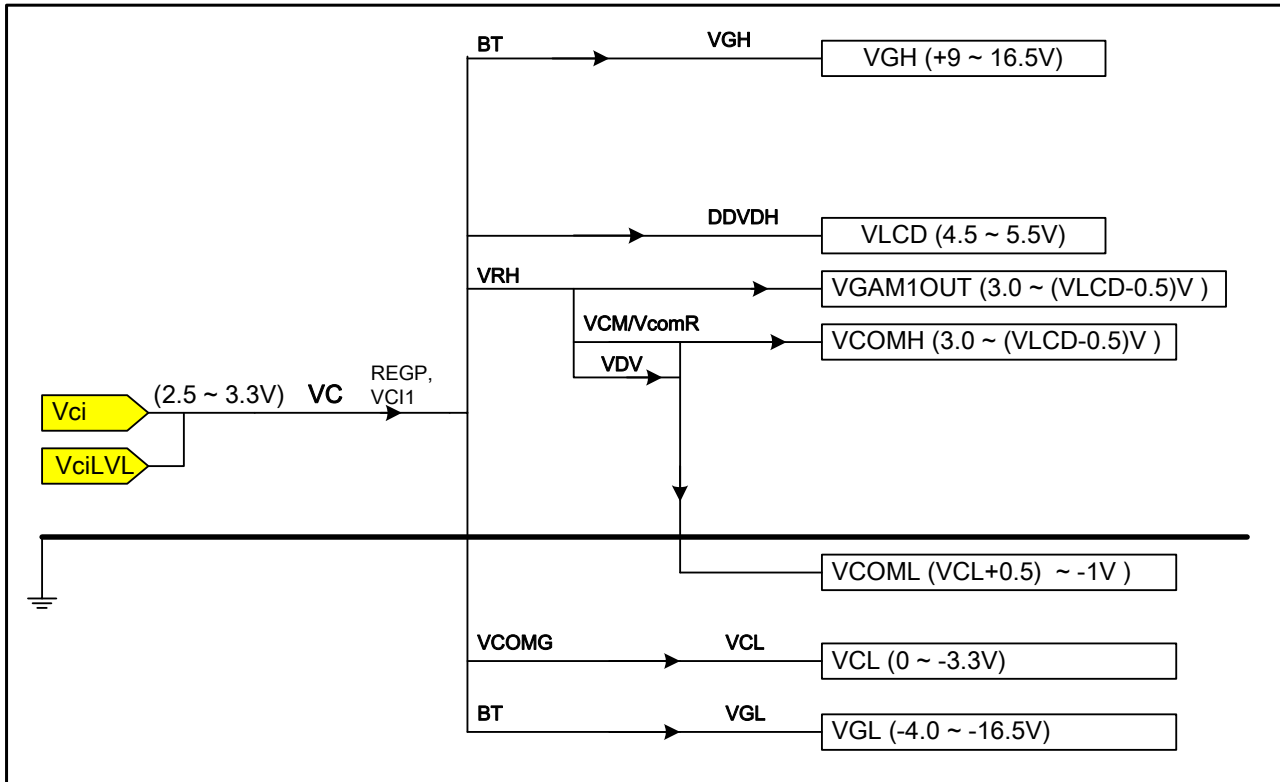 BT
VGH
VGH (+9 ~ 16.5V)
DDVDH
VLCD (4.5 ~ 5.5V)
VRH
VGAM1OUT (3.0 ~ (VLCD-0.5)V )
VCM/VcomR
VCOMH (3.0 ~ (VLCD-0.5)V )
VDV
REGP,
VCI1
(2.5 ~ 3.3V)
VC
Vci
VciLVL
VCOML (VCL+0.5) ~ -1V )
VCOMG
VCL
VCL (0 ~ -3.3V)
BT
VGL
VGL (-4.0 ~ -16.5V)